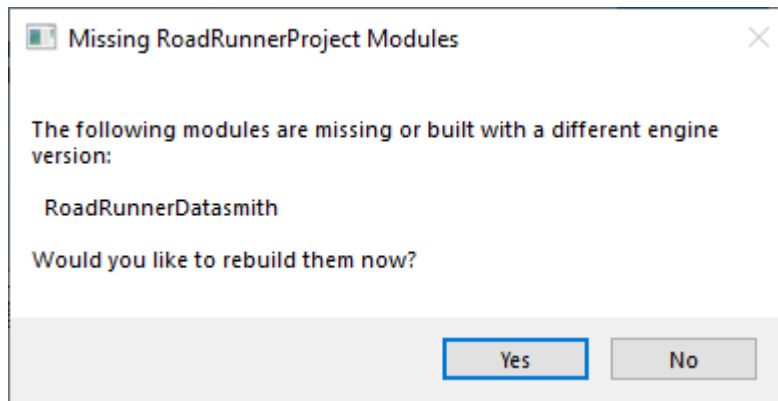 Missing RoadRunnerProject Modules
The following modules are missing or built with a different engine
version:
RoadRunnerDatasmith
Would you like to rebuild them now?
Yes
No